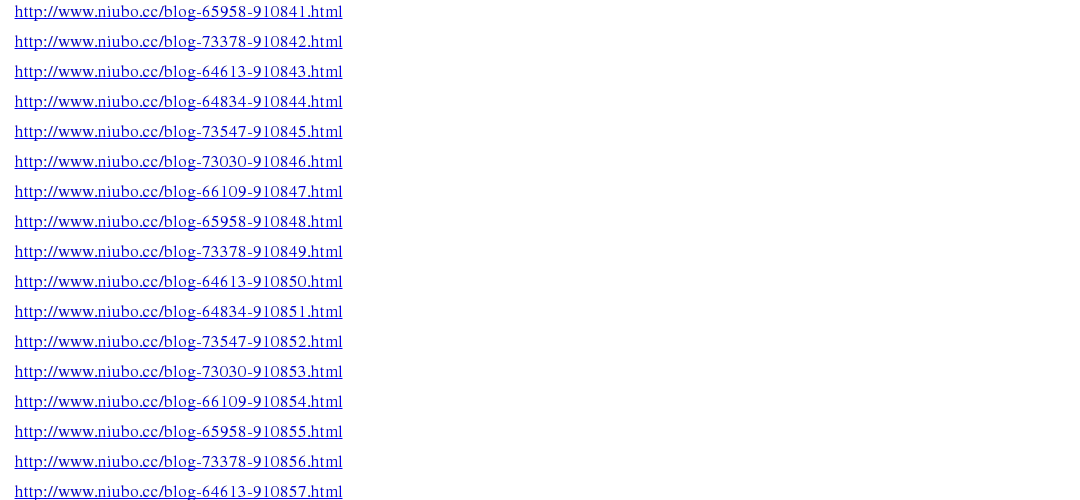 http://www.niubo.cc/blog-65958-910841.html
http://www.niubo.cc/blog-73378-910842.html
http://www.niubo.cc/blog-64613-910843.html
http://www.niubo.cc/blog-64834-910844.html
http://www.niubo.cc/blog-73547-910845.html
http://www.niubo.cc/blog-73030-910846.html
http://www.niubo.cc/blog-66109-910847.html
http://www.niubo.cc/blog-65958-910848.html
http://www.niubo.cc/blog-73378-910849.html
http://www.niubo.cc/blog-64613-910850.html
http://www.niubo.cc/blog-64834-910851.html
http://www.niubo.cc/blog-73547-910852.html
http://www.niubo.cc/blog-73030-910853.html
http://www.niubo.cc/blog-66109-910854.html
http://www.niubo.cc/blog-65958-910855.html
http://www.niubo.cc/blog-73378-910856.html
http://www.niubo.cc/blog-64613-910857.html